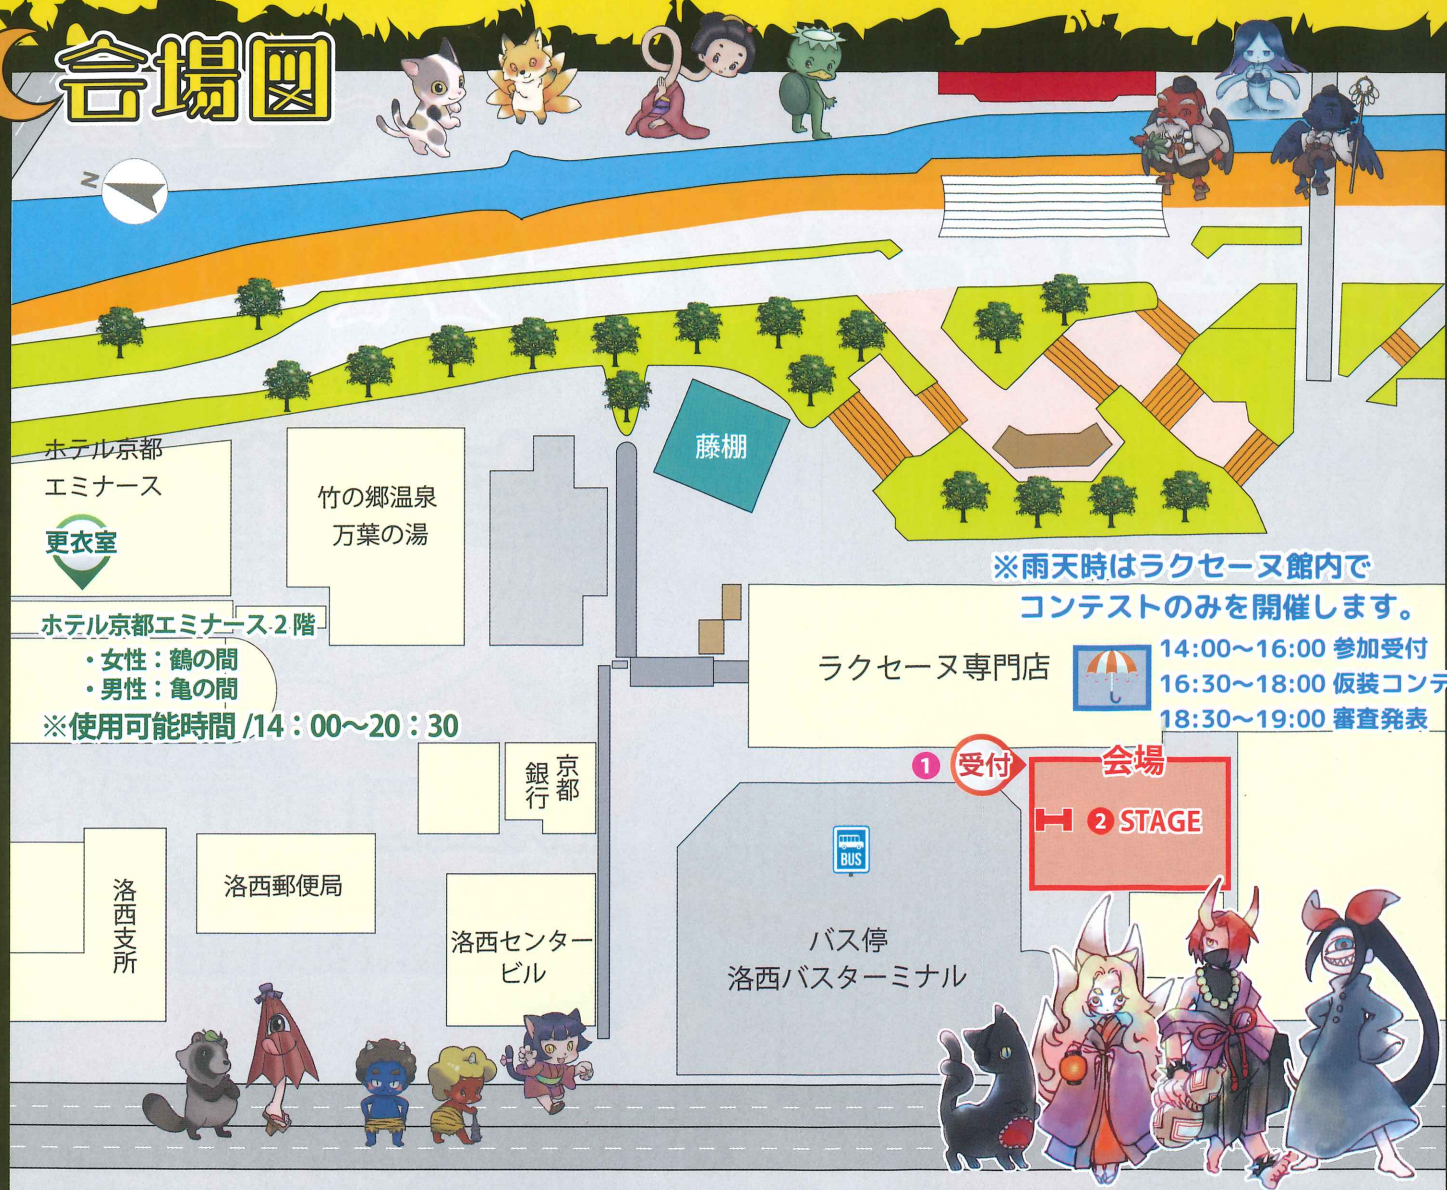 会場図
N
ホテル京都
エミナース
更衣室
ホテル京都エミナース2階
・女性：鶴の間
・男性：亀の間
※使用可能時間/14：00〜20：30
竹の郷温泉
万葉の湯
藤棚
※雨天時はラクセーヌ館内で
コンテストのみを開催します。
14:00〜16:00 参加受付
16:30〜18:00 仮装コンテ
18:30〜19:00 審査発表
ラクセーヌ専門店
1 受付
会場
2 STAGE
京都
銀行
BUS
バス停
洛西バスターミナル
洛西支所
洛西郵便局
洛西センター
ビル